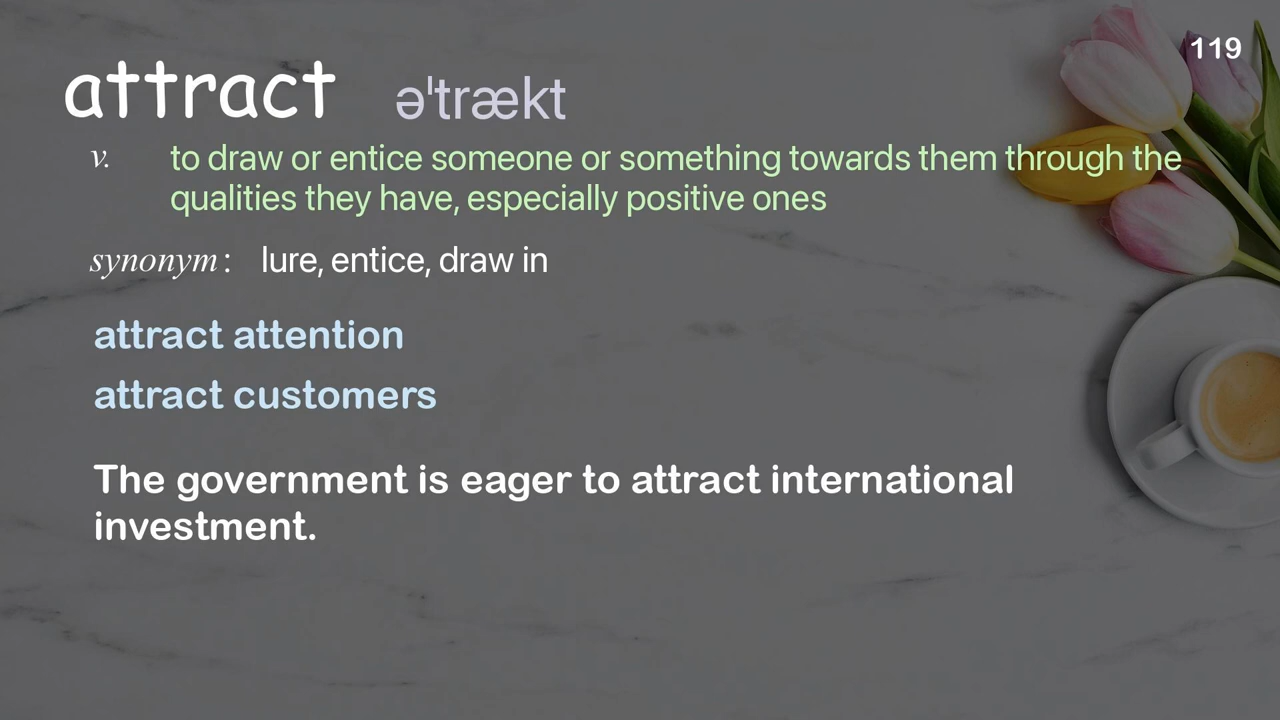 119
attract əˈtrækt
v. to draw or entice someone or something towards them through the
qualities they have, especially positive ones
synonym: lure, entice, draw in
attract attention
attract customers
The government is eager to attract international
investment.